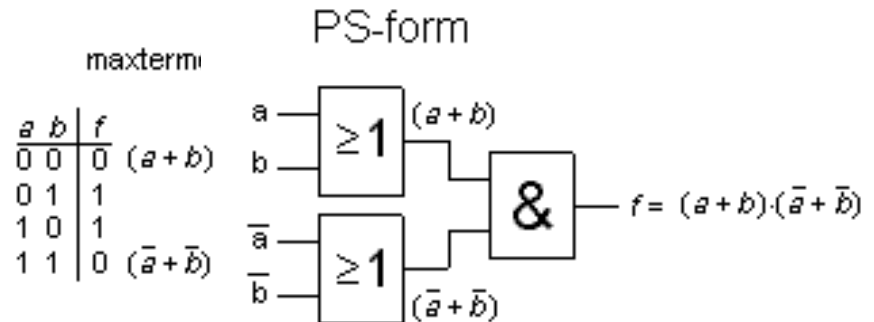 PS-form
maxterm
a b f
0 0 0 (a + b)
0 1 1
1 0 1
1 1 0 (a̅ + b̅)
a
b
≥1
(a + b)
a̅
b̅
≥1
(a̅ + b̅)
&
f = (a + b)·(a̅ + b̅)